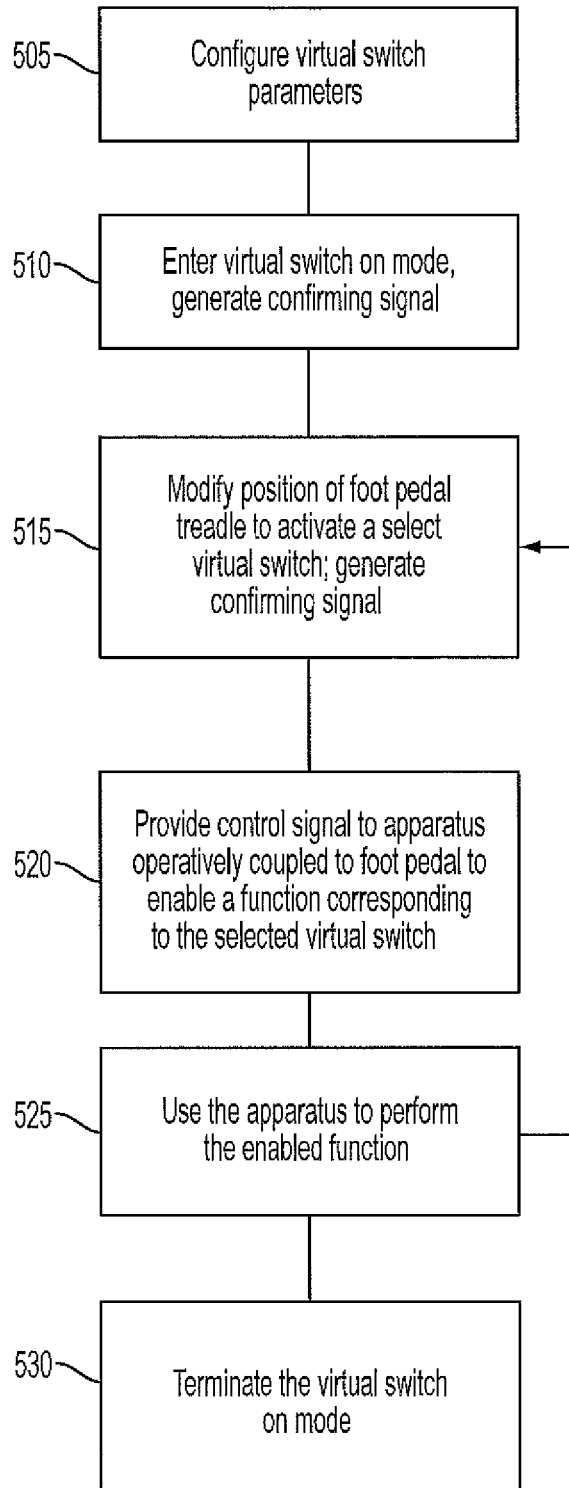 505
Configure virtual switch
parameters
510
Enter virtual switch on mode,
generate confirming signal
515
Modify position of foot pedal
treadle to activate a select
virtual switch; generate
confirming signal
520
Provide control signal to apparatus
operatively coupled to foot pedal to
enable a function corresponding
to the selected virtual switch
525
Use the apparatus to perform
the enabled function
530
Terminate the virtual switch
on mode